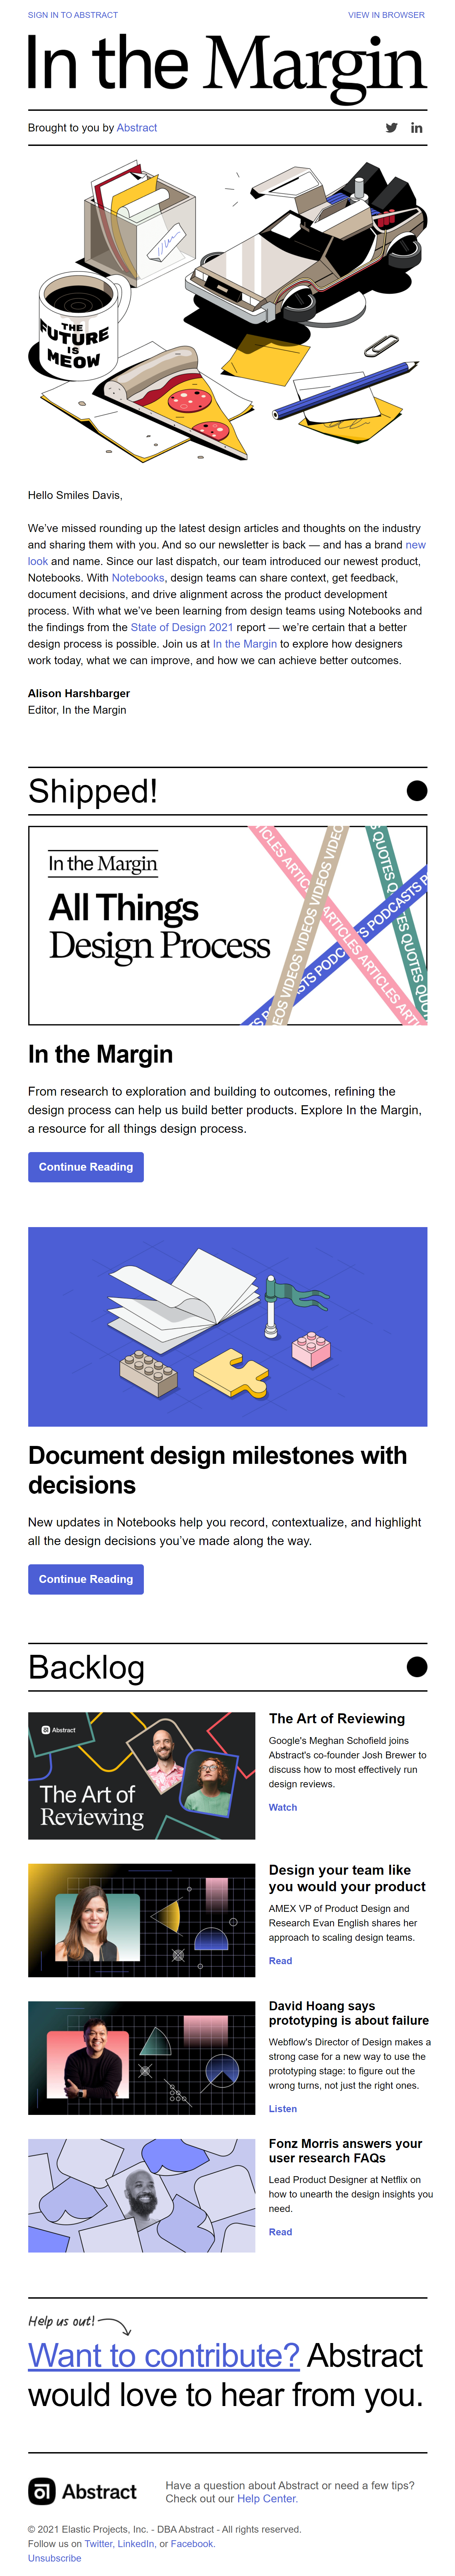 SIGN IN TO ABSTRACT
VIEW IN BROWSER
In the Margin
Brought to you by Abstract
THE
FUTURE
IS
MEOW
Hello Smiles Davis,
We've missed rounding up the latest design articles and thoughts on the industry
and sharing them with you. And so our newsletter is back — and has a brand new
look and name. Since our last dispatch, our team introduced our newest product,
Notebooks. With Notebooks, design teams can share context, get feedback,
document decisions, and drive alignment across the product development
process. With what we've been learning from design teams using Notebooks and
the findings from the State of Design 2021 report — we're certain that a better
design process is possible. Join us at In the Margin to explore how designers
work today, what we can improve, and how we can achieve better outcomes.
Alison Harshbarger
Editor, In the Margin
Shipped!
In the Margin
All Things
Design Process
ARTICLES ARTICLES ARTICLES
VIDEOS VIDEOS VIDEOS
PODCASTS PODCASTS
QUOTES QUOTES
In the Margin
From research to exploration and building to outcomes, refining the
design process can help us build better products. Explore In the Margin,
a resource for all things design process.
Continue Reading
Document design milestones with
decisions
New updates in Notebooks help you record, contextualize, and highlight
all the design decisions you've made along the way.
Continue Reading
Backlog
Abstract
The Art of
Reviewing
The Art of Reviewing
Google's Meghan Schofield joins
Abstract's co-founder Josh Brewer to
discuss how to most effectively run
design reviews.
Watch
Design your team like
you would your product
AMEX VP of Product Design and
Research Evan English shares her
approach to scaling design teams.
Read
David Hoang says
prototyping is about failure
Webflow's Director of Design makes a
strong case for a new way to use the
prototyping stage: to figure out the
wrong turns, not just the right ones.
Listen
Fonz Morris answers your
user research FAQs
Lead Product Designer at Netflix on
how to unearth the design insights you
need.
Read
Help us out!
Want to contribute? Abstract
would love to hear from you.
Abstract
Have a question about Abstract or need a few tips?
Check out our Help Center.
© 2021 Elastic Projects, Inc. - DBA Abstract - All rights reserved.
Follow us on Twitter, LinkedIn, or Facebook.
Unsubscribe